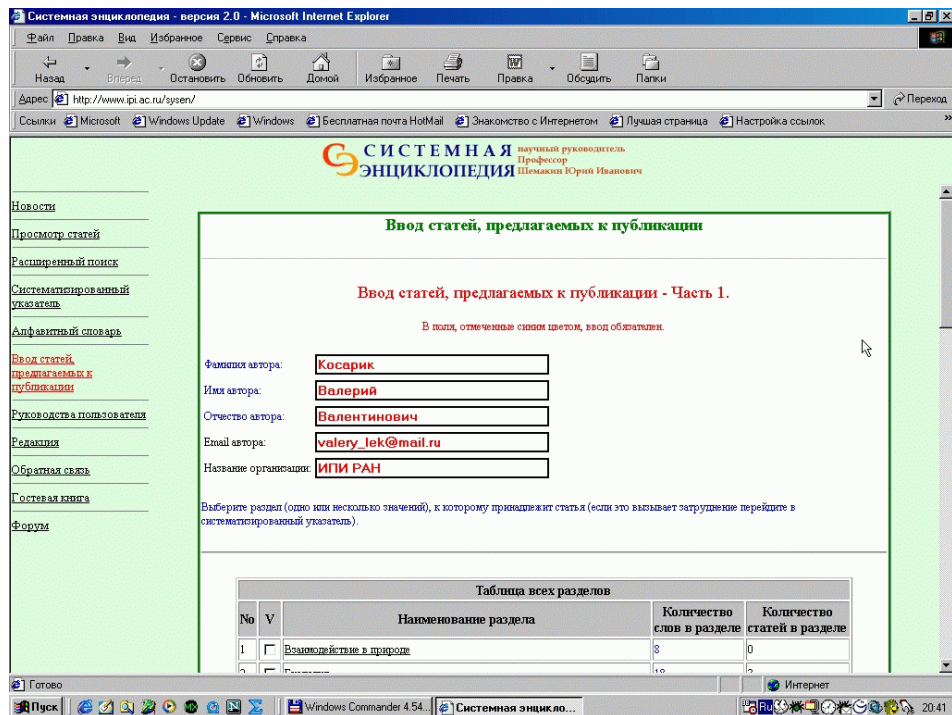 Системная энциклопедия - версия 2.0 - Microsoft Internet Explorer
Файл Правка Вид Избранное Сервис Справка
Назад Вперед Остановить Обновить Домой Избранное Печать Правка Обсудить Папки
Адрес http://www.ipi.ac.ru/sysen/ Переход
Ссылки Microsoft Windows Update Windows Бесплатная почта HotMail Знакомство с Интернетом Лучшая страница Настройка ссылок »
СИСТЕМНАЯ
ЭНЦИКЛОПЕДИЯ
научный руководитель
Профессор
Шемакин Юрий Иванович
Новости
Просмотр статей
Расширенный поиск
Систематизированный
указатель
Алфавитный словарь
Ввод статей,
предлагаемых к
публикации
Руководства пользователя
Редакция
Обратная связь
Гостевая книга
Форум
Ввод статей, предлагаемых к публикации
Ввод статей, предлагаемых к публикации - Часть 1.
В поля, отмеченные синим цветом, ввод обязателен.
Фамилия автора: Косарик
Имя автора: Валерий
Отчество автора: Валентинович
Email автора: valery_lek@mail.ru
Название организации: ИПИ РАН
Выберите раздел (одно или несколько значений), к которому принадлежит статья (если это вызывает затруднение перейдите в
систематизированный указатель).
Таблица всех разделов
No V Наименование раздела Количество слов в разделе Количество статей в разделе
1 Взаимодействие в природе 8 0
Готово Интернет
Пуск Windows Commander 4.54... Системная энцикло... Ru 20:41